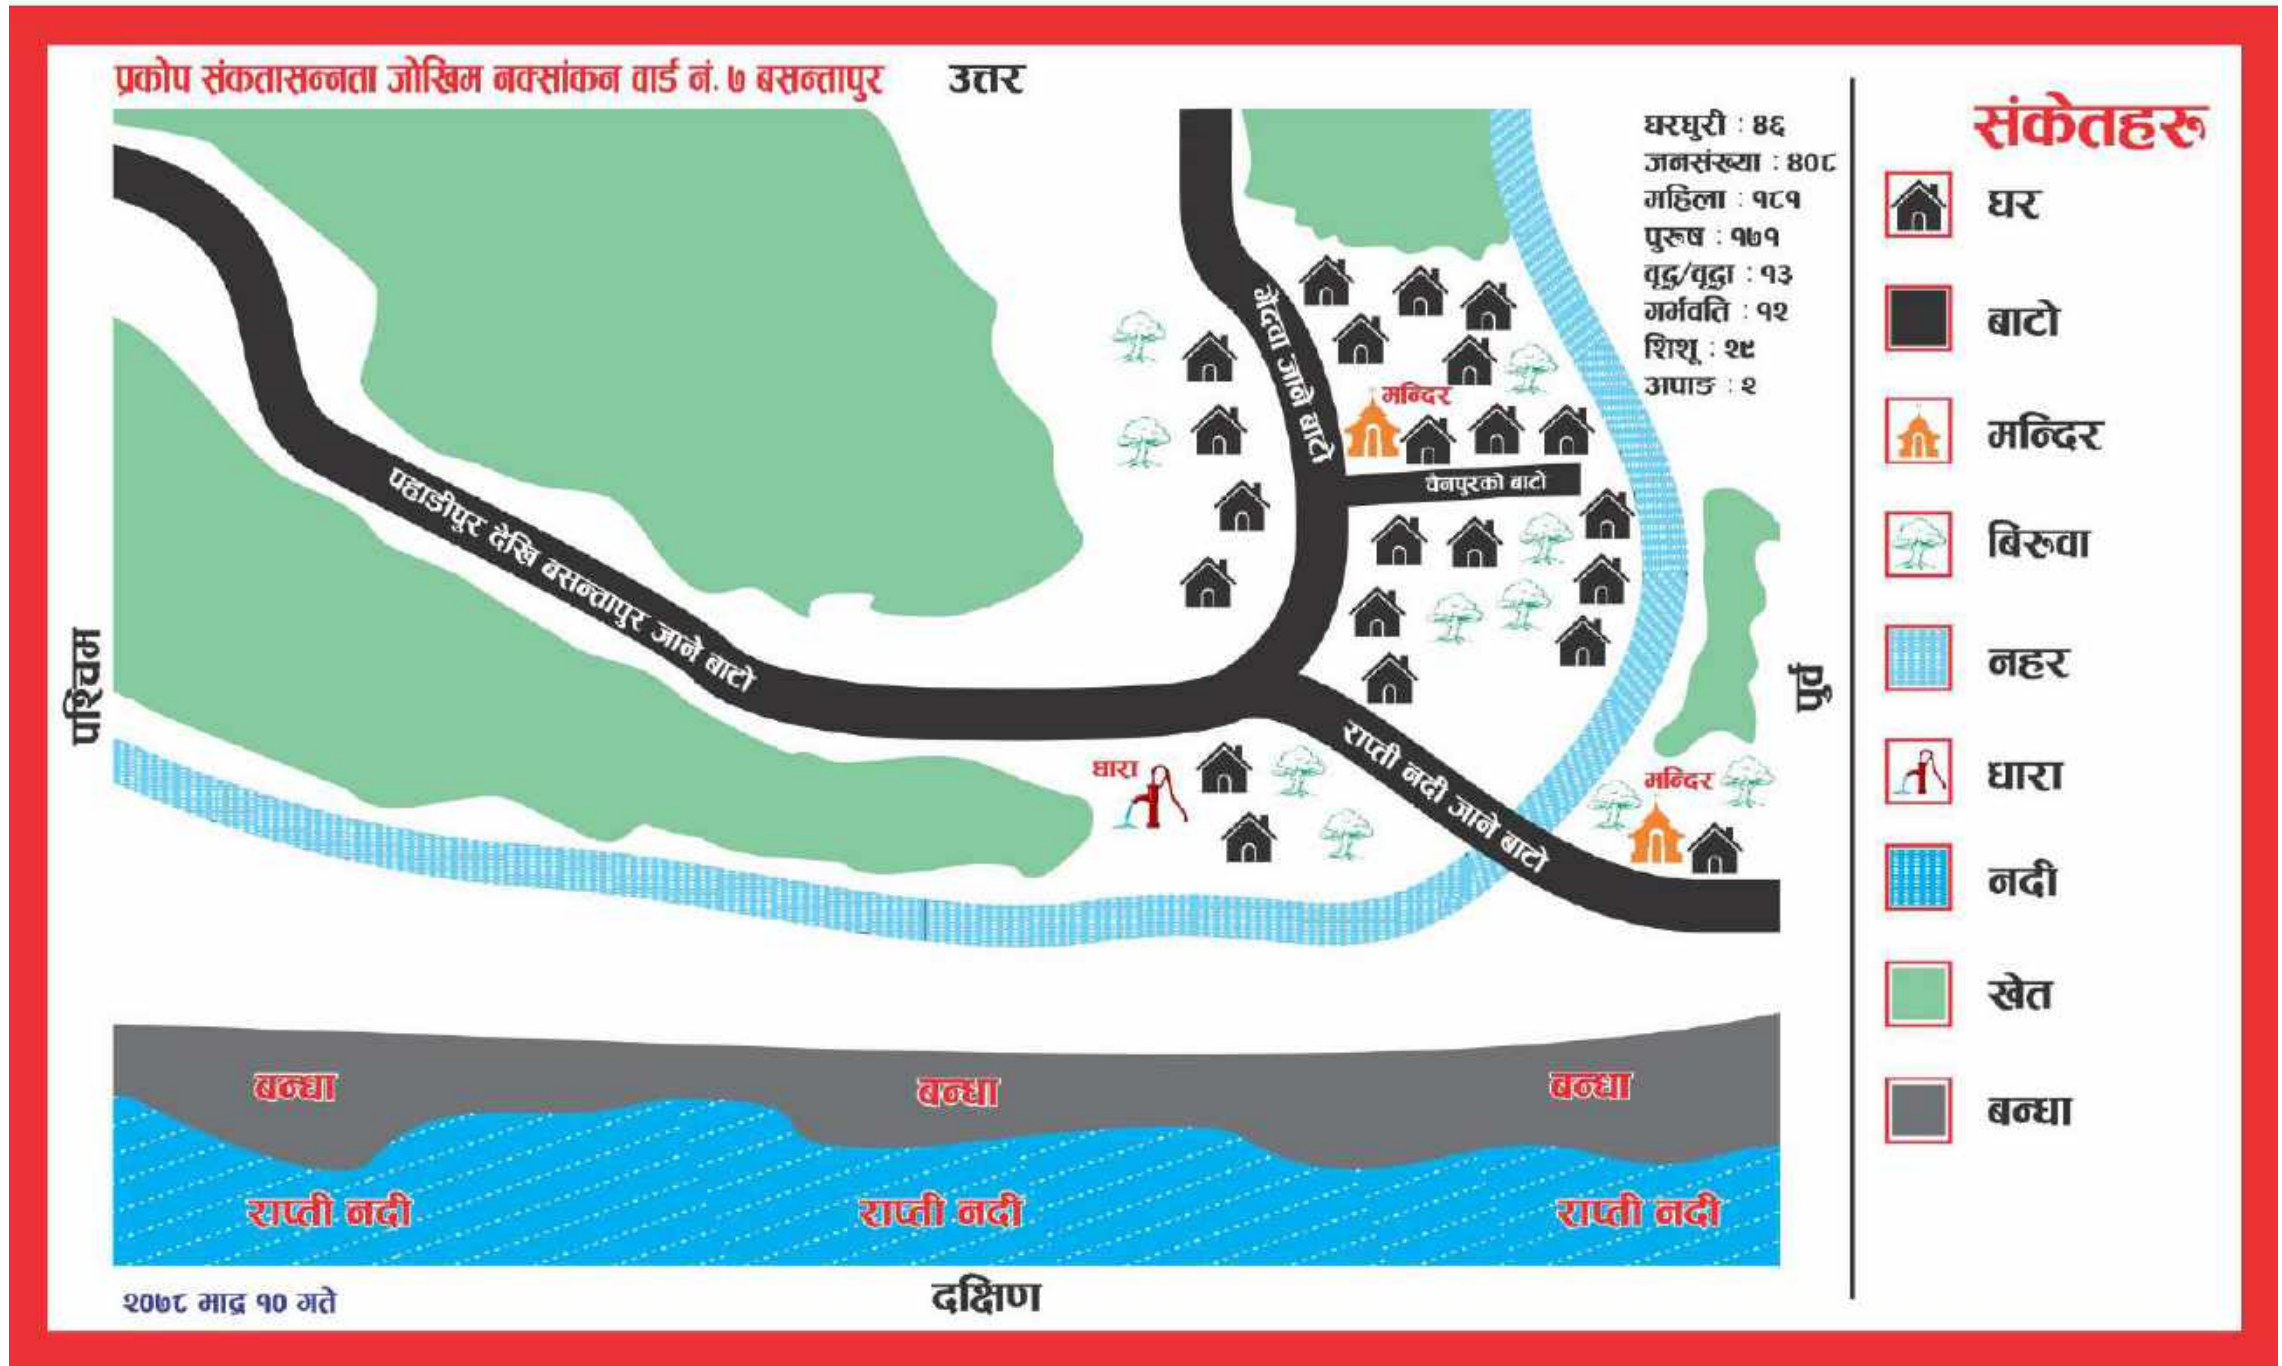 प्रकोप संकतासन्नता जोखिम नक्सांकन वार्ड नं. ७ बसन्तापुर
उत्तर
घरधुरी : ४६
जनसंख्या : ४०८
महिला : १८१
पुरूष : १७१
वृद्ध/वृद्धा : १३
गर्भवति : १२
शिशू : २९
अपाङ : २
संकेतहरू
घर
बाटो
मन्दिर
बिरूवा
नहर
धारा
नदी
खेत
बन्धा
गेदवा जाने बाटो
मन्दिर
चैनपुरको बाटो
पहाडीपुर देखि बसन्तापुर जाने बाटो
पश्चिम
पुर्व
राप्ती नदी जाने बाटो
धारा
मन्दिर
बन्धा
बन्धा
बन्धा
राप्ती नदी
राप्ती नदी
राप्ती नदी
२०७८ भाद्र १० गते
दक्षिण